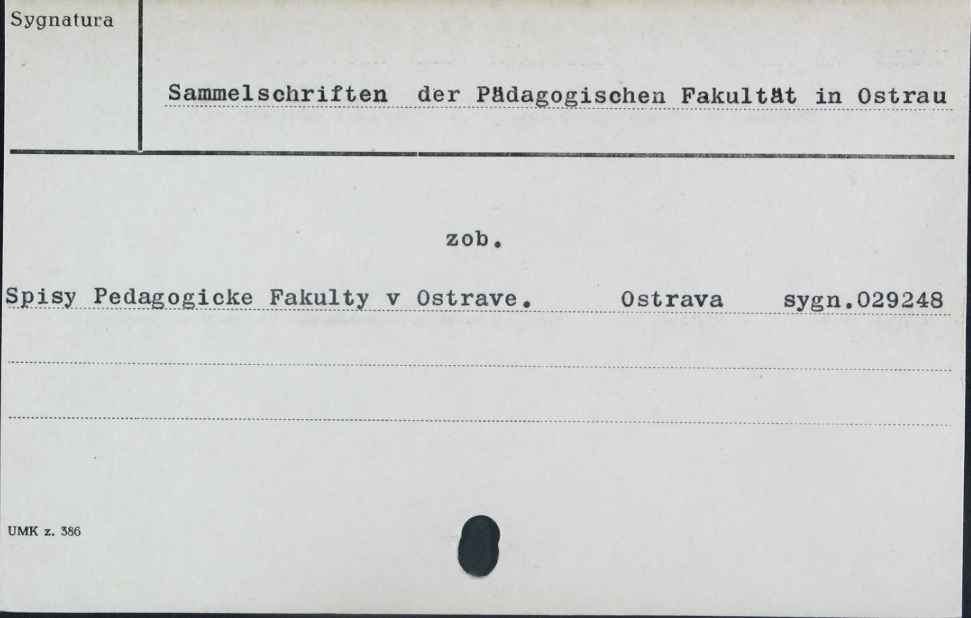 Sygnatura
Sammelschriften der Pädagogischen Fakultät in Ostrau
zob.
Spisy Pedagogicke Fakulty v Ostrave. Ostrava sygn.029248
UMK z. 386